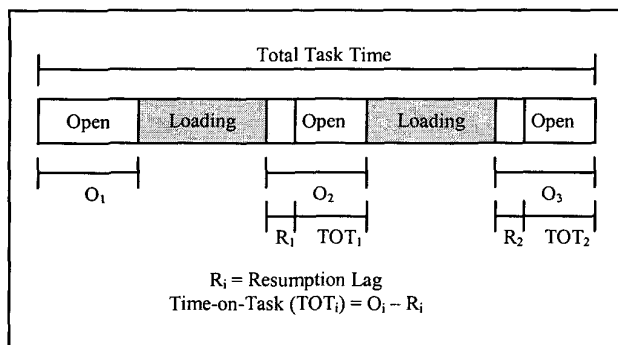 Total Task Time
Open Loading Open Loading Open
O₁ O₂ O₃
R₁ TOT₁ R₂ TOT₂
Rᵢ = Resumption Lag
Time-on-Task (TOTᵢ) = Oᵢ – Rᵢ